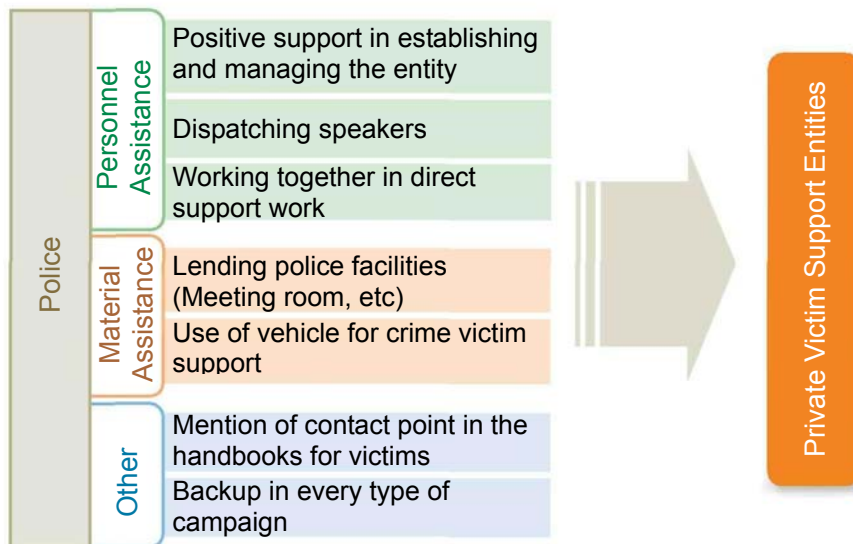 Police
Personnel
Assistance
Positive support in establishing
and managing the entity
Dispatching speakers
Working together in direct
support work
Material
Assistance
Lending police facilities
(Meeting room, etc)
Use of vehicle for crime victim
support
Other
Mention of contact point in the
handbooks for victims
Backup in every type of
campaign
Private Victim Support Entities